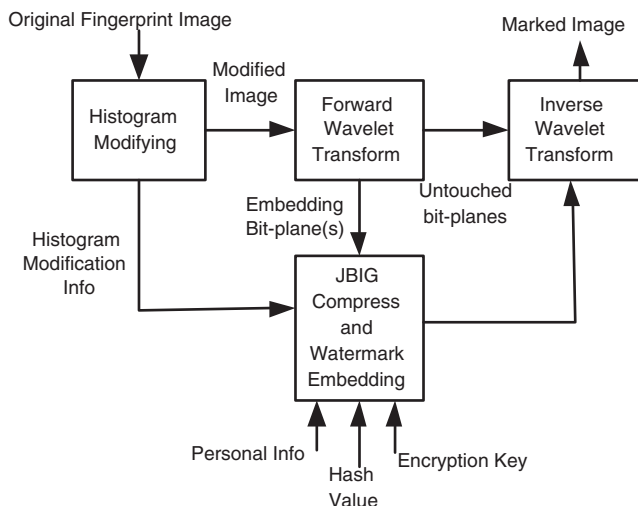 Original Fingerprint Image
Marked Image
Modified
Image
Histogram
Modifying
Forward
Wavelet
Transform
Inverse
Wavelet
Transform
Embedding
Bit-plane(s)
Untouched
bit-planes
Histogram
Modification
Info
JBIG
Compress
and
Watermark
Embedding
Personal Info
Hash
Value
Encryption Key